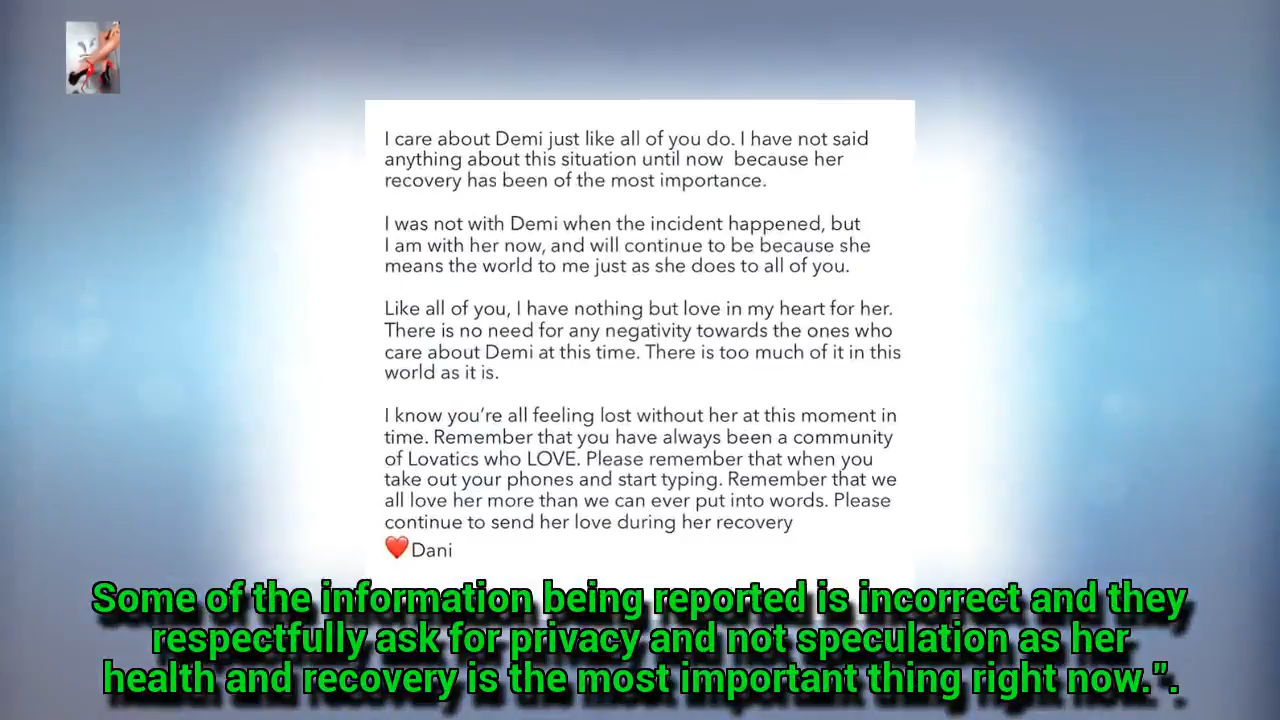 I care about Demi just like all of you do. I have not said
anything about this situation until now because her
recovery has been of the most importance.
I was not with Demi when the incident happened, but
I am with her now, and will continue to be because she
means the world to me just as she does to all of you.
Like all of you, I have nothing but love in my heart for her.
There is no need for any negativity towards the ones who
care about Demi at this time. There is too much of it in this
world as it is.
I know you’re all feeling lost without her at this moment in
time. Remember that you have always been a community
of Lovatics who LOVE. Please remember that when you
take out your phones and start typing. Remember that we
all love her more than we can ever put into words. Please
continue to send her love during her recovery
❤️Dani
Some of the information being reported is incorrect and they
respectfully ask for privacy and not speculation as her
health and recovery is the most important thing right now.".